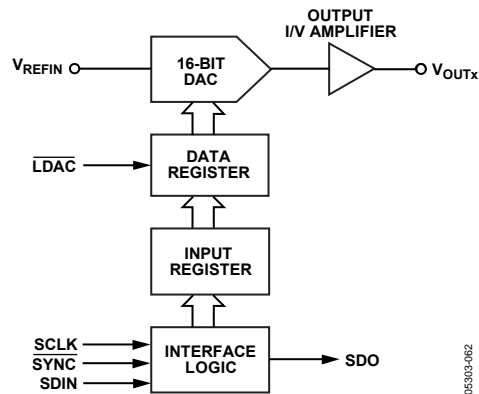 OUTPUT
I/V AMPLIFIER
VREFIN
16-BIT
DAC
VOUTx
LDAC
DATA
REGISTER
INPUT
REGISTER
SCLK
SYNC
SDIN
INTERFACE
LOGIC
SDO
05303-062